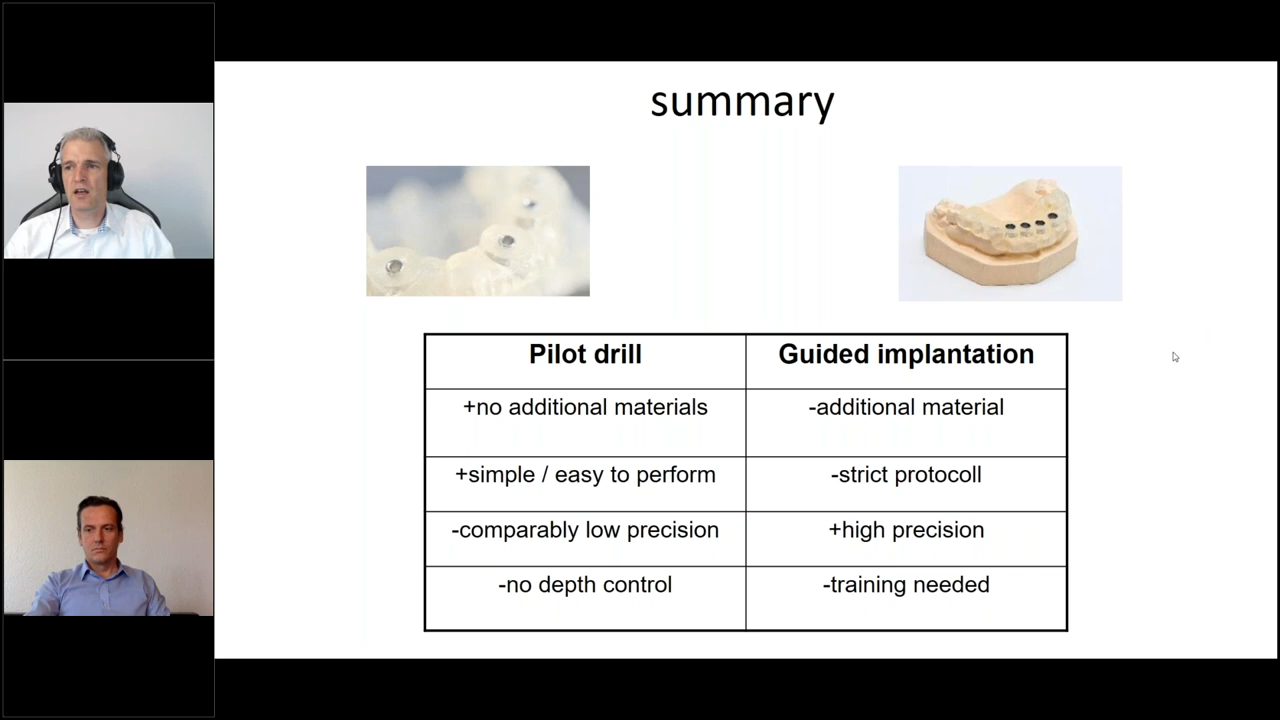 summary
Pilot drill
Guided implantation
+no additional materials
-additional material
+simple / easy to perform
-strict protocoll
-comparably low precision
+high precision
-no depth control
-training needed